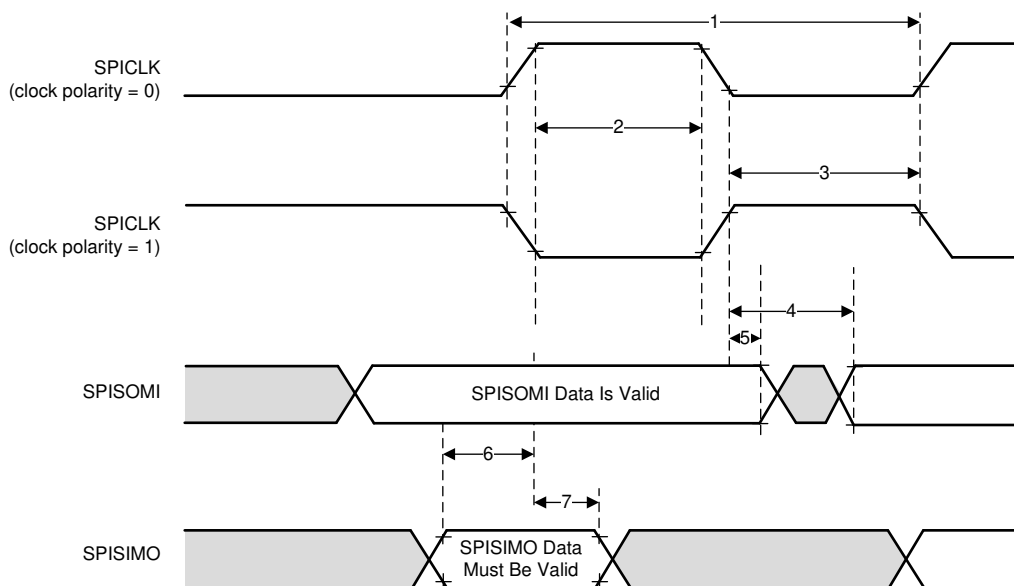 1
SPICLK
(clock polarity = 0)
2
3
SPICLK
(clock polarity = 1)
4
5
SPISOMI
SPISOMI Data Is Valid
6
7
SPISIMO
SPISIMO Data
Must Be Valid